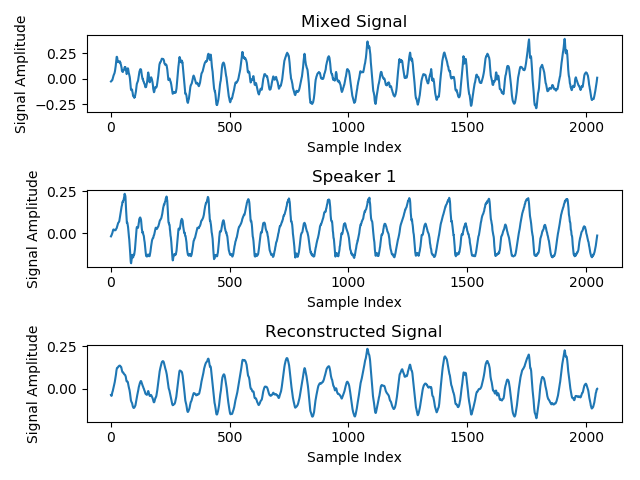 Mixed Signal
Signal Amplitude
0.25
0.00
−0.25
0 500 1000 1500 2000
Sample Index
Speaker 1
Signal Amplitude
0.25
0.00
0 500 1000 1500 2000
Sample Index
Reconstructed Signal
Signal Amplitude
0.25
0.00
0 500 1000 1500 2000
Sample Index